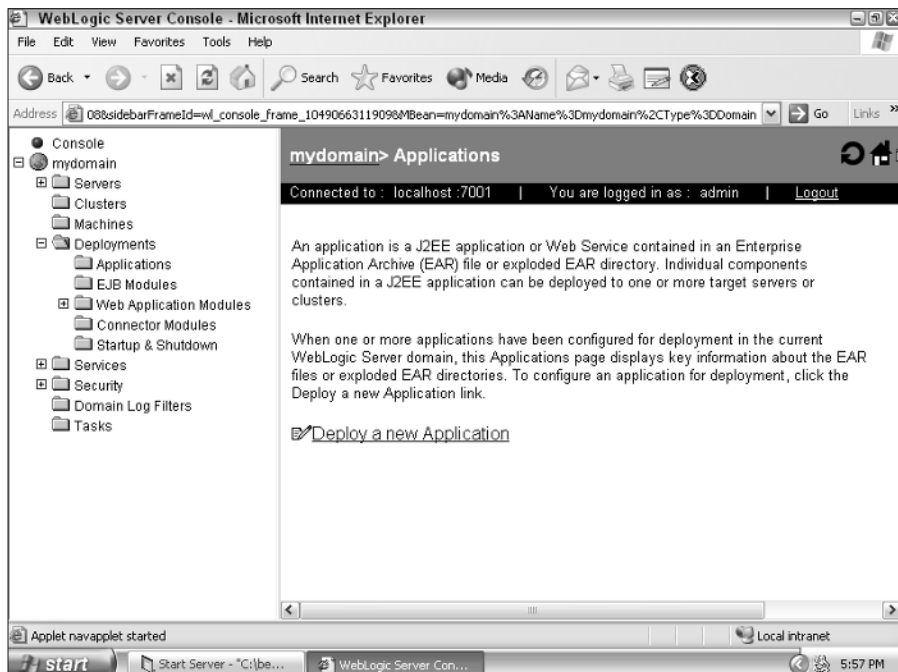 WebLogic Server Console - Microsoft Internet Explorer
File Edit View Favorites Tools Help
Back Search Favorites Media
Address 08&sidebarFrameId=wl_console_frame_1049066311909&MBean=mydomain%3AName%3Dmydomain%2CType%3DDomain Go Links »
Console
mydomain
Servers
Clusters
Machines
Deployments
Applications
EJB Modules
Web Application Modules
Connector Modules
Startup & Shutdown
Services
Security
Domain Log Filters
Tasks
mydomain> Applications
Connected to : localhost :7001 | You are logged in as : admin | Logout
An application is a J2EE application or Web Service contained in an Enterprise
Application Archive (EAR) file or exploded EAR directory. Individual components
contained in a J2EE application can be deployed to one or more target servers or
clusters.
When one or more applications have been configured for deployment in the current
WebLogic Server domain, this Applications page displays key information about the EAR
files or exploded EAR directories. To configure an application for deployment, click the
Deploy a new Application link.
Deploy a new Application
Applet navapplet started Local intranet
start Start Server - "C:\be... WebLogic Server Con... 5:57 PM